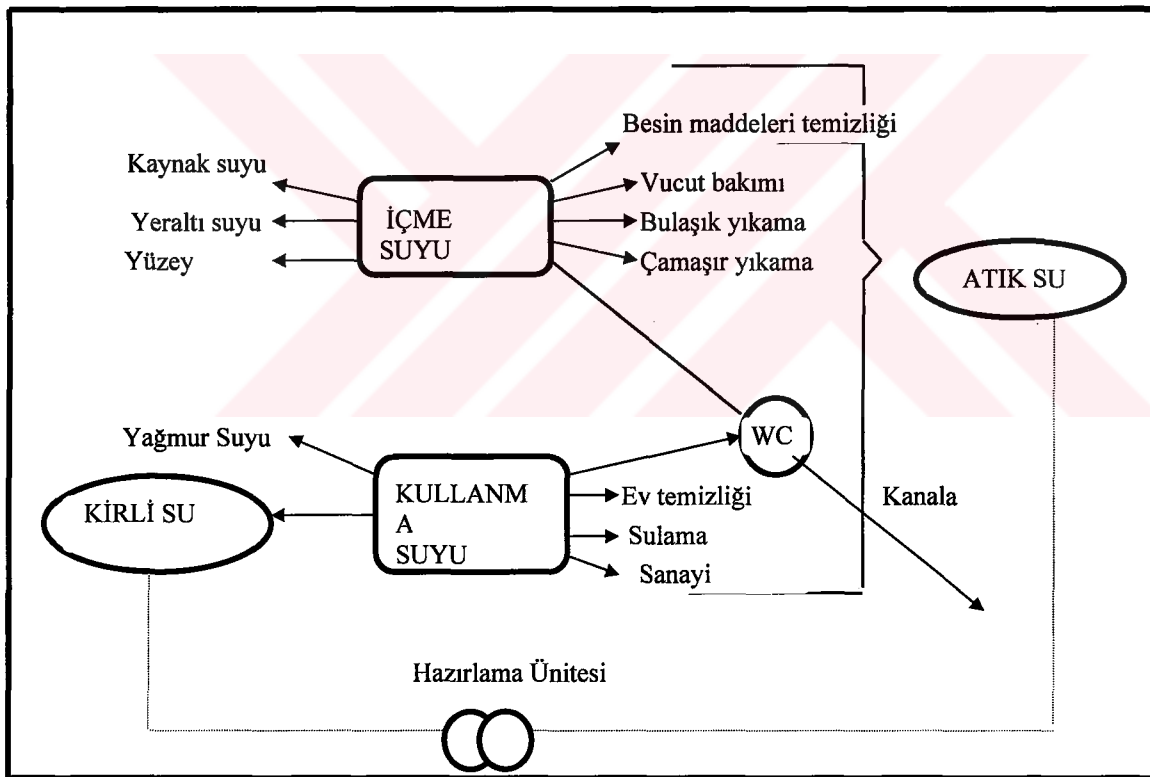 Besin maddeleri temizliği
Kaynak suyu
Vucut bakımı
Yeraltı suyu
İÇME
SUYU
Bulaşık yıkama
Yüzey
Çamaşır yıkama
ATIK SU
Yağmur Suyu
WC
KİRLİ SU
KULLANM
A
SUYU
Ev temizliği
Kanala
Sulama
Sanayi
Hazırlama Ünitesi